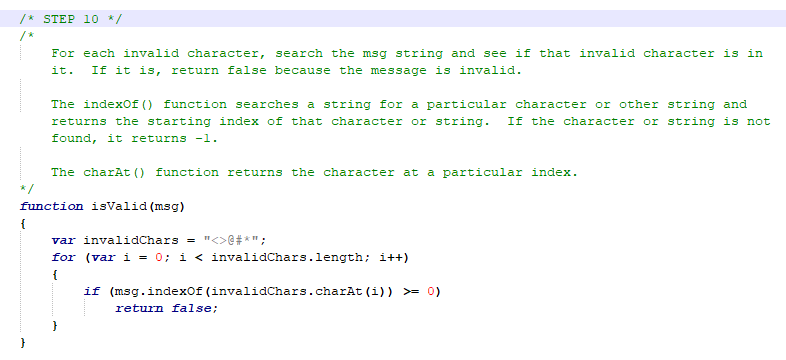 /* STEP 10 */
/*
For each invalid character, search the msg string and see if that invalid character is in
it.  If it is, return false because the message is invalid.
The indexOf() function searches a string for a particular character or other string and
returns the starting index of that character or string.  If the character or string is not
found, it returns -1.
The charAt() function returns the character at a particular index.
*/
function isValid(msg)
{
    var invalidChars = "<>@#*";
    for (var i = 0; i < invalidChars.length; i++)
    {
        if (msg.indexOf(invalidChars.charAt(i)) >= 0)
            return false;
    }
}